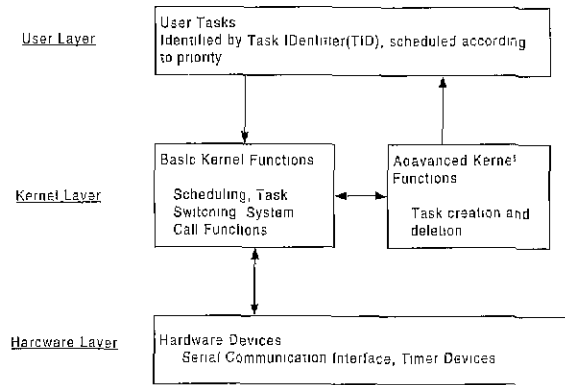 User Layer
User Tasks
Identified by Task IDentifier(TID), scheduled according
to priority
Kernel Layer
Basic Kernel Functions
Scheduling, Task
Switching System
Call Functions
Aqavanced Kernel
Functions
Task creation and
deletion
Hardware Layer
Hardware Devices
Serial Communication Interface, Timer Devices